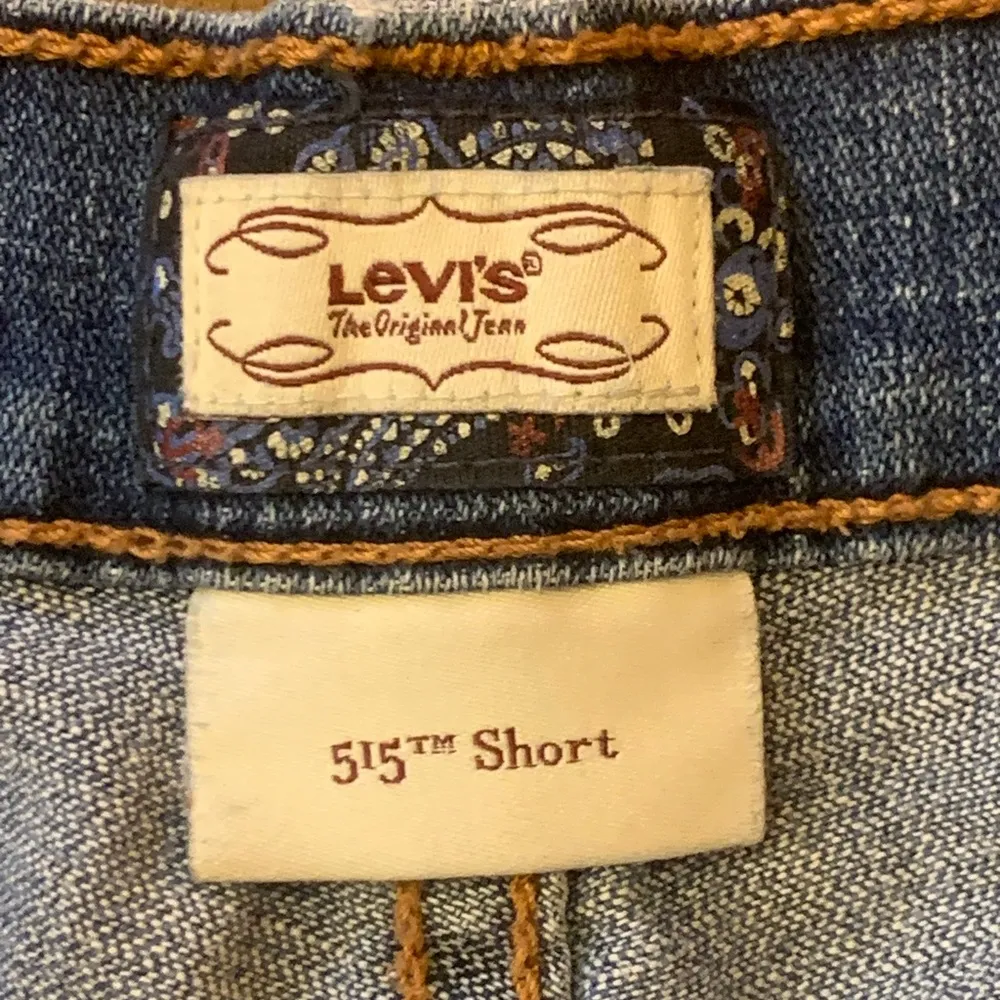 LEVI'S®
The Original Jean
515™ Short